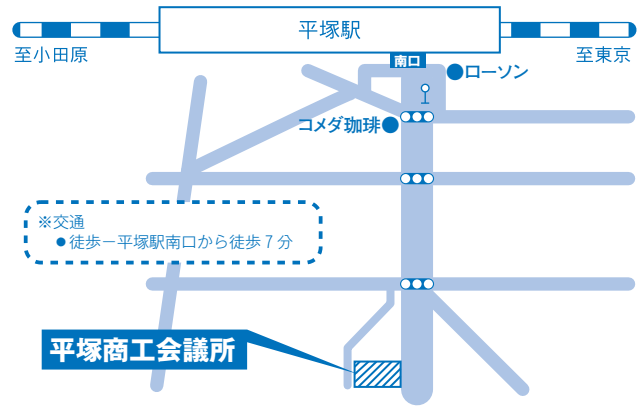 平塚駅
至小田原
至東京
南口
ローソン
コメダ珈琲
※交通
●徒歩－平塚駅南口から徒歩7分
平塚商工会議所